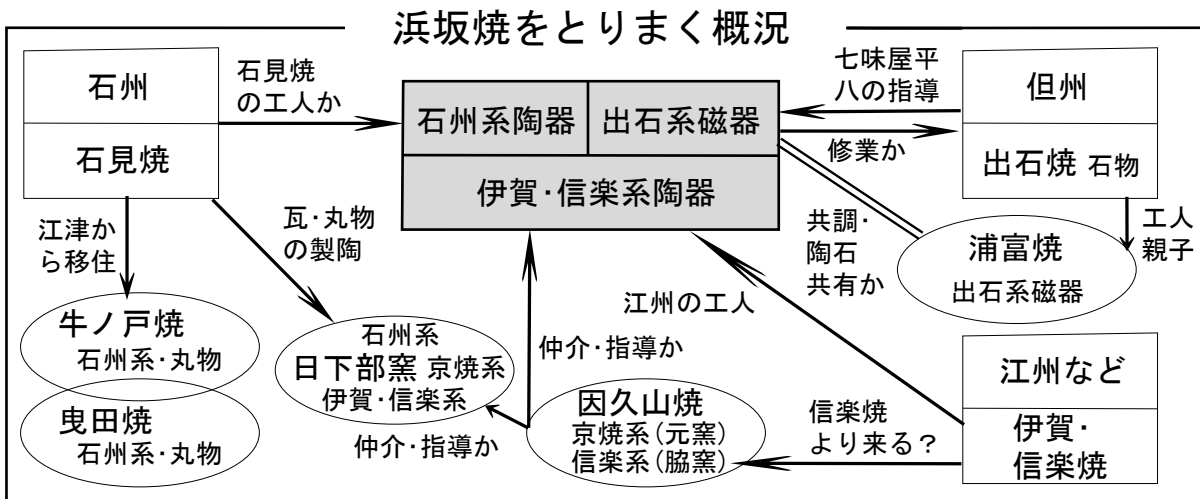 浜坂焼をとりまく概況
石州
石見焼
石見焼
の工人か
石州系陶器
出石系磁器
伊賀・信楽系陶器
七味屋平
八の指導
修業か
但州
出石焼 石物
工人
親子
共調・
陶石
共有か
浦富焼
出石系磁器
江津か
ら移住
瓦・丸物
の製陶
牛ノ戸焼
石州系・丸物
曳田焼
石州系・丸物
石州系
日下部窯 京焼系
伊賀・信楽系
仲介・指導か
仲介・指導か
江州の工人
因久山焼
京焼系(元窯)
信楽系(脇窯)
信楽焼
より来る?
江州など
伊賀・
信楽焼